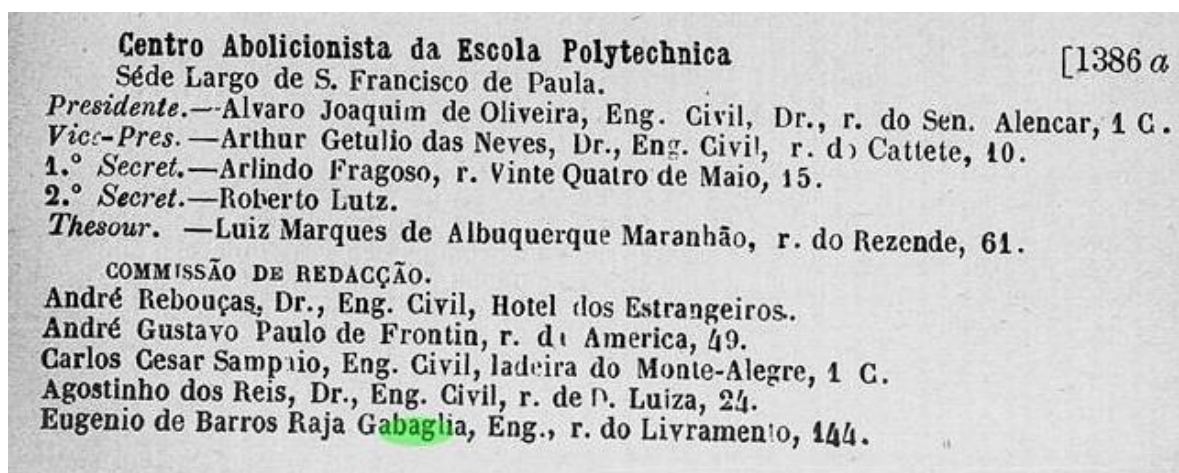 Centro Abolicionista da Escola Polytechnica [1386 a
Séde Largo de S. Francisco de Paula.
Presidente.—Alvaro Joaquim de Oliveira, Eng. Civil, Dr., r. do Sen. Alencar, 1 C.
Vice-Pres.—Arthur Getulio das Neves, Dr., Eng. Civil, r. do Cattete, 10.
1.º Secret.—Arlindo Fragoso, r. Vinte Quatro de Maio, 15.
2.º Secret.—Roberto Lutz.
Thesour. —Luiz Marques de Albuquerque Maranhão, r. do Rezende, 61.
COMMISSÃO DE REDACÇÃO.
André Rebouças, Dr., Eng. Civil, Hotel dos Estrangeiros.
André Gustavo Paulo de Frontin, r. da America, 49.
Carlos Cesar Sampaio, Eng. Civil, ladeira do Monte-Alegre, 1 C.
Agostinho dos Reis, Dr., Eng. Civil, r. de D. Luiza, 24.
Eugenio de Barros Raja Gabaglia, Eng., r. do Livramento, 144.